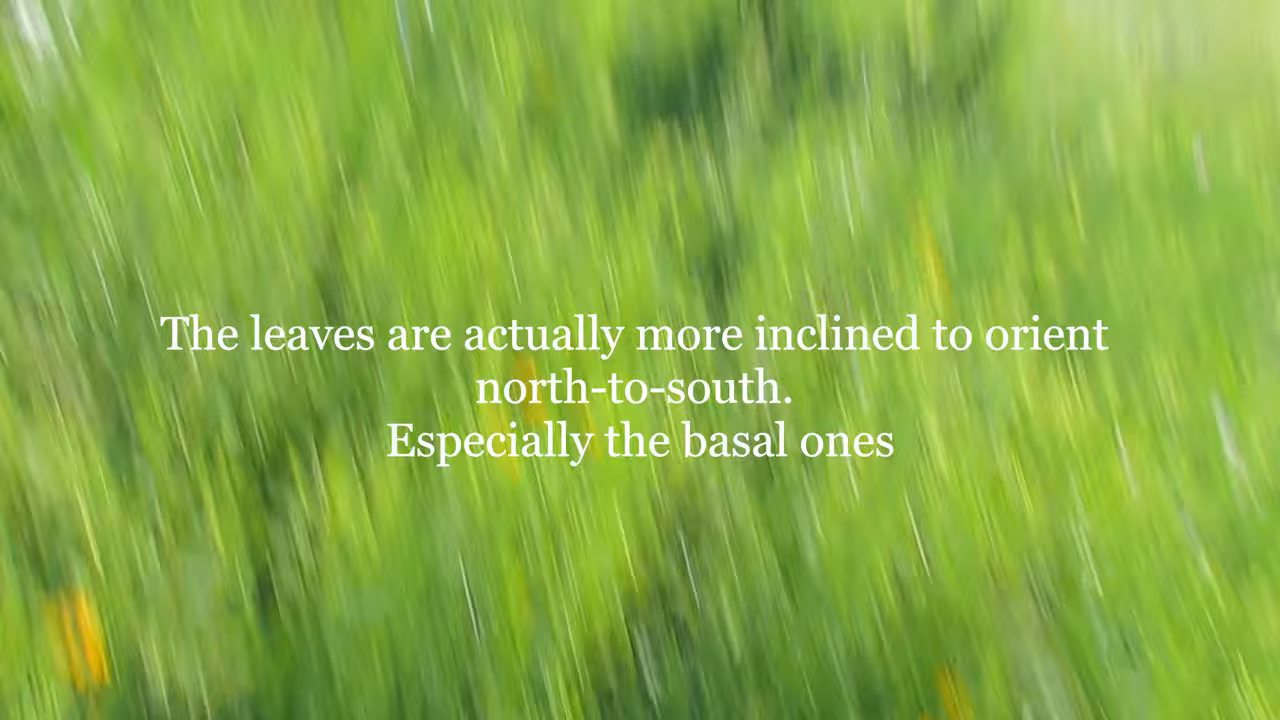 The leaves are actually more inclined to orient
north-to-south.
Especially the basal ones